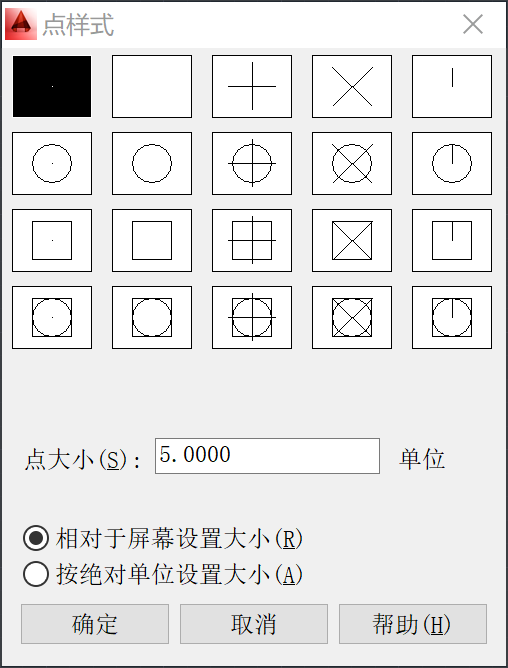 点样式
点大小(S): 5.0000 单位
相对于屏幕设置大小(R)
按绝对单位设置大小(A)
确定 取消 帮助(H)